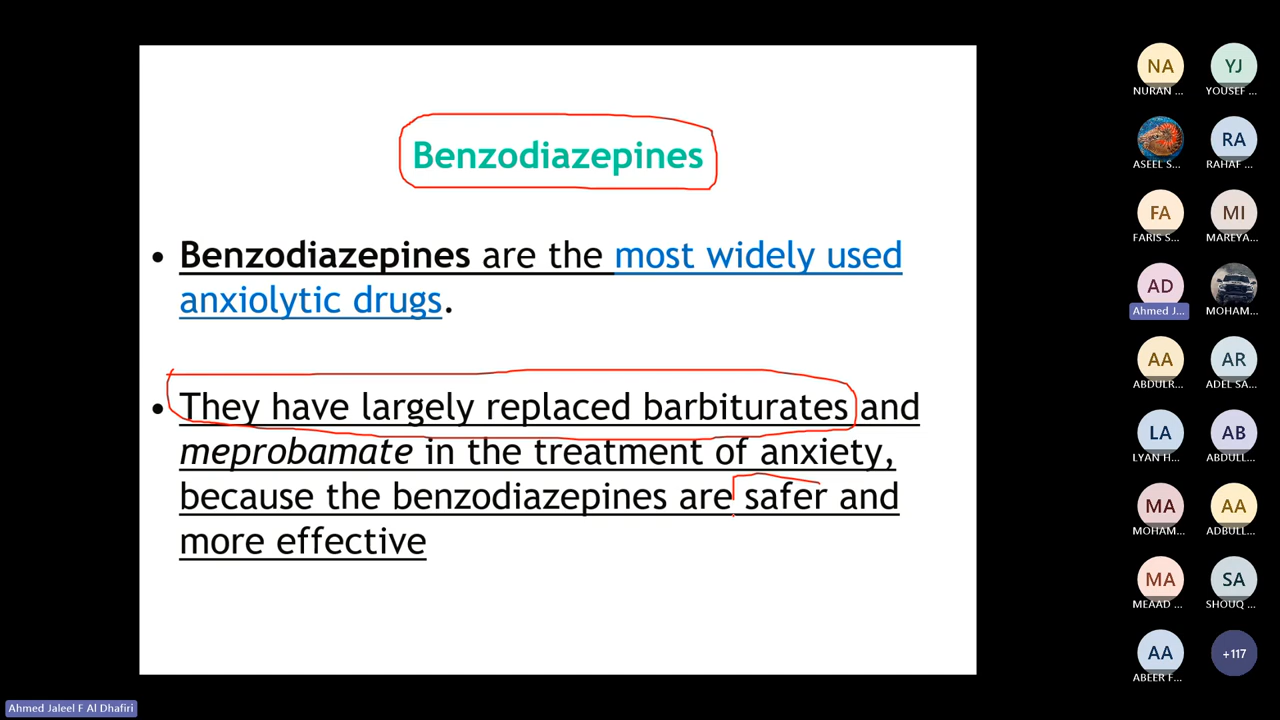 Benzodiazepines
• Benzodiazepines are the most widely used
anxiolytic drugs.
• They have largely replaced barbiturates and
meprobamate in the treatment of anxiety,
because the benzodiazepines are safer and
more effective
NA
NURAN ...
YJ
YOUSEF ...
ASEEL S...
RA
RAHAF ...
FA
FARIS S...
MI
MAREYA...
AD
Ahmed J...
MOHAM...
AA
ABDULR...
AR
ADEL SA...
LA
LYAN H...
AB
ABDULL...
MA
MOHAM...
AA
ADBULL...
MA
MEAAD ...
SA
SHOUQ ...
AA
ABEER F...
+117
Ahmed Jaleel F Al Dhafiri